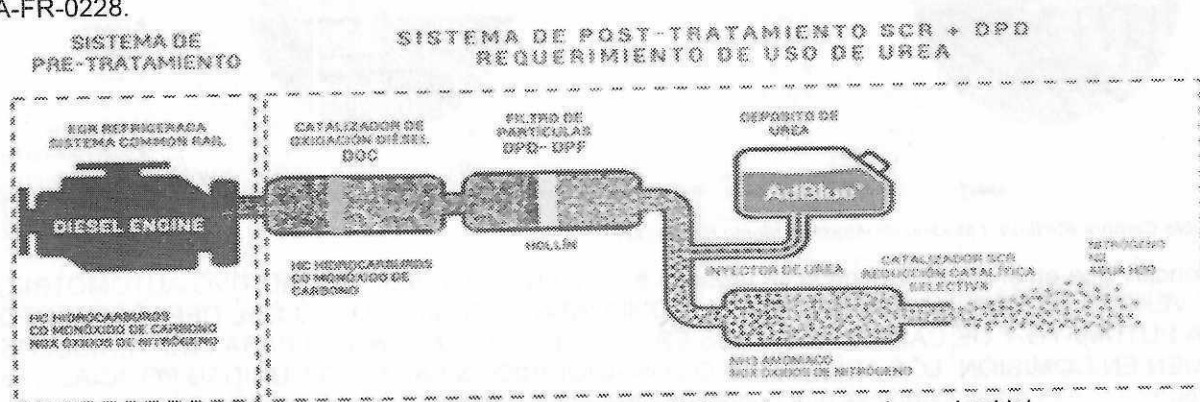 A-FR-0228.
SISTEMA DE
PRE-TRATAMIENTO
SISTEMA DE POST-TRATAMIENTO SCR + DPD
REQUERIMIENTO DE USO DE UREA
EGR REFRIGERADA
SISTEMA COMMON RAIL
DIESEL ENGINE
HC HIDROCARBUROS
CO MONÓXIDO DE CARBONO
NOX ÓXIDOS DE NITRÓGENO
CATALIZADOR DE
OXIDACIÓN DIÉSEL
DOC
HC HIDROCARBUROS
CO MONÓXIDO DE
CARBONO
FILTRO DE
PARTÍCULAS
DPD- DPF
HOLLÍN
DEPÓSITO DE
UREA
AdBlue
INYECTOR DE UREA
CATALIZADOR SCR
REDUCCIÓN CATALÍTICA
SELECTIVA
NH3 AMONIACO
NOX ÓXIDOS DE NITRÓGENO
NITRÓGENO
AGUA H2O